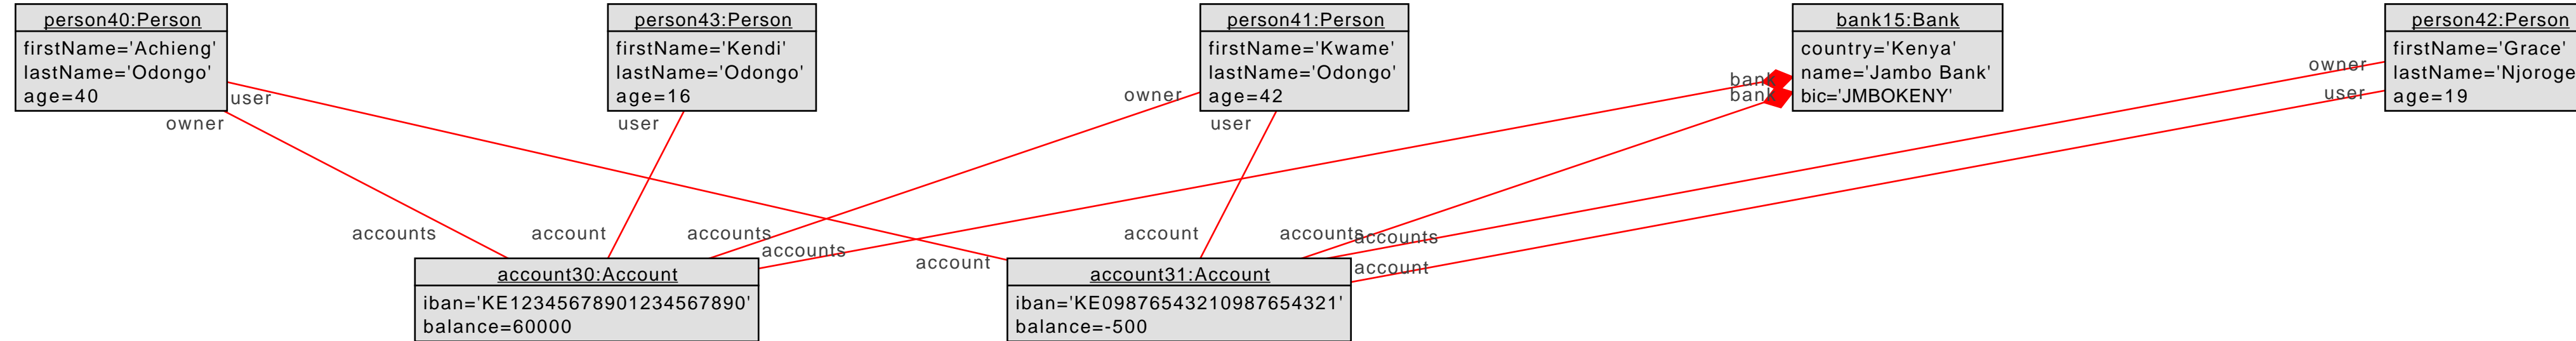 person40:Person
firstName='Achieng'
lastName='Odongo'
age=40
person43:Person
firstName='Kendi'
lastName='Odongo'
age=16
person41:Person
firstName='Kwame'
lastName='Odongo'
age=42
bank15:Bank
country='Kenya'
name='Jambo Bank'
bic='JMBOKENY'
person42:Person
firstName='Grace'
lastName='Njoroge
age=19
user
owner
user
owner
user
bank
bank
owner
user
accounts
account
accounts
accounts
account
account
accounts
accounts
account
account30:Account
iban='KE12345678901234567890'
balance=60000
account31:Account
iban='KE09876543210987654321'
balance=-500